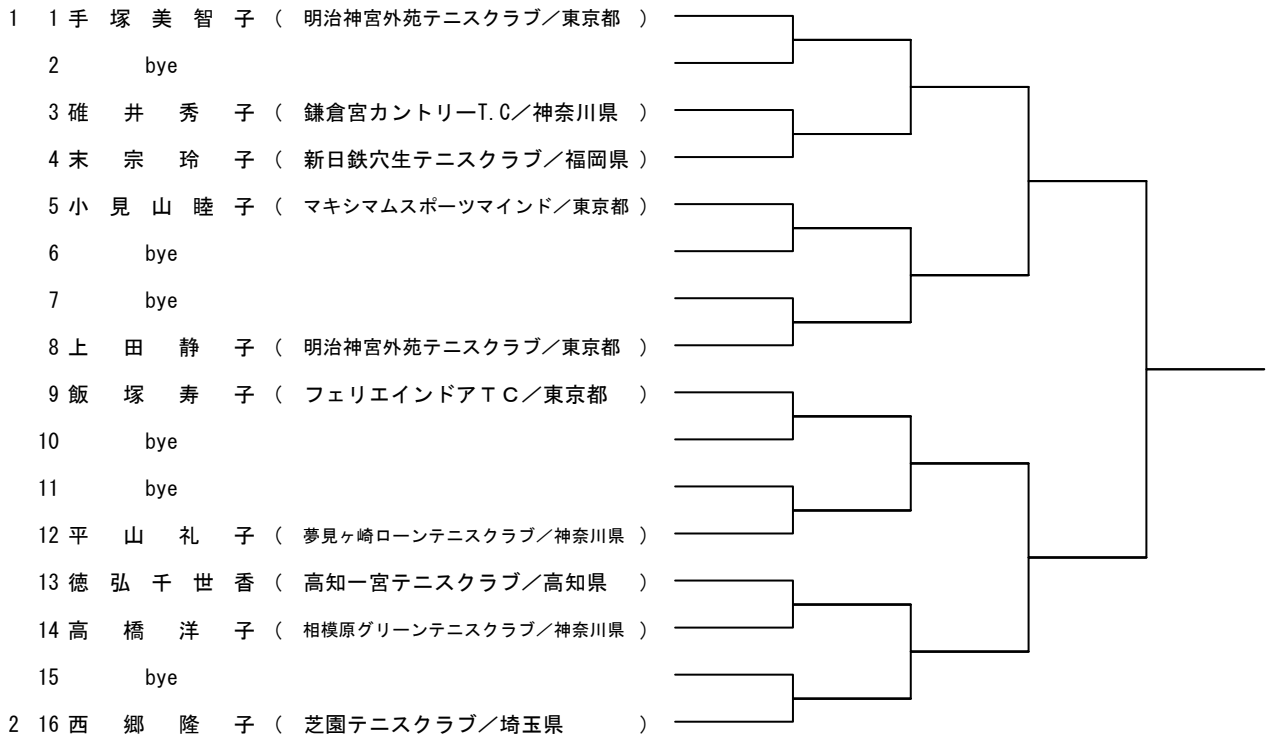 1 1 手塚美智子 ( 明治神宮外苑テニスクラブ/東京都 )
2 bye
3 碓井秀子 ( 鎌倉宮カントリーT.C/神奈川県 )
4 末宗玲子 ( 新日鉄穴生テニスクラブ/福岡県 )
5 小見山睦子 ( マキシマムスポーツマインド/東京都 )
6 bye
7 bye
8 上田静子 ( 明治神宮外苑テニスクラブ/東京都 )
9 飯塚寿子 ( フェリエインドアTC/東京都 )
10 bye
11 bye
12 平山礼子 ( 夢見ヶ崎ローンテニスクラブ/神奈川県 )
13 徳弘千世香 ( 高知一宮テニスクラブ/高知県 )
14 高橋洋子 ( 相模原グリーンテニスクラブ/神奈川県 )
15 bye
2 16 西郷隆子 ( 芝園テニスクラブ/埼玉県 )